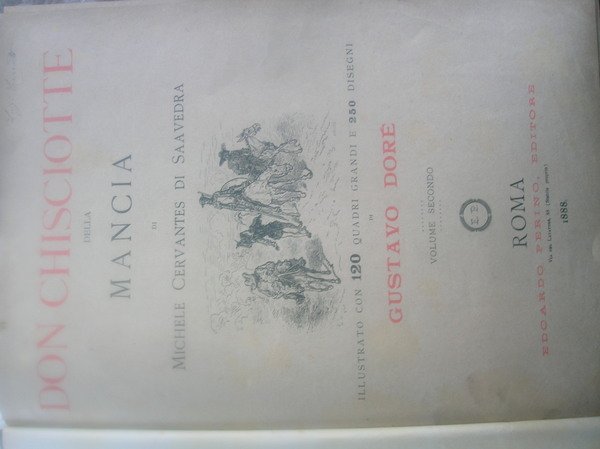 DON CHISCIOTTE
DELLA
MANCIA
DI
MICHELE CERVANTES DI SAAVEDRA
ILLUSTRATO CON 120 QUADRI GRANDI E 250 DISEGNI
DI
GUSTAVO DORÉ
VOLUME SECONDO
E. P.
ROMA
EDOARDO PERINO, EDITORE
1888.